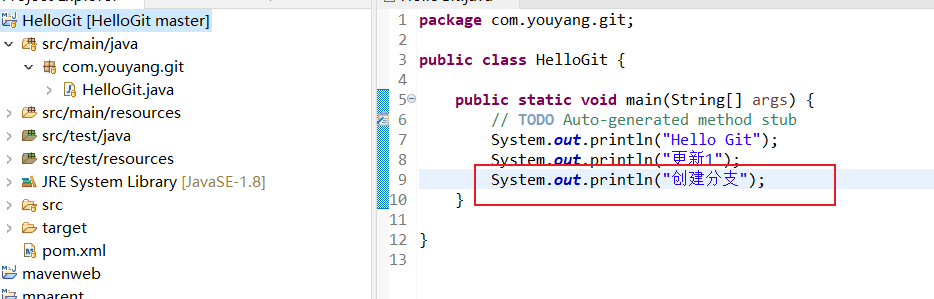 HelloGit [HelloGit master]
src/main/java
com.youyang.git
HelloGit.java
src/main/resources
src/test/java
src/test/resources
JRE System Library [JavaSE-1.8]
src
target
pom.xml
mavenweb
mparent
1 package com.youyang.git;
2
3 public class HelloGit {
4
5 public static void main(String[] args) {
6 // TODO Auto-generated method stub
7 System.out.println("Hello Git");
8 System.out.println("更新1");
9 System.out.println("创建分支");
10 }
11
12 }
13